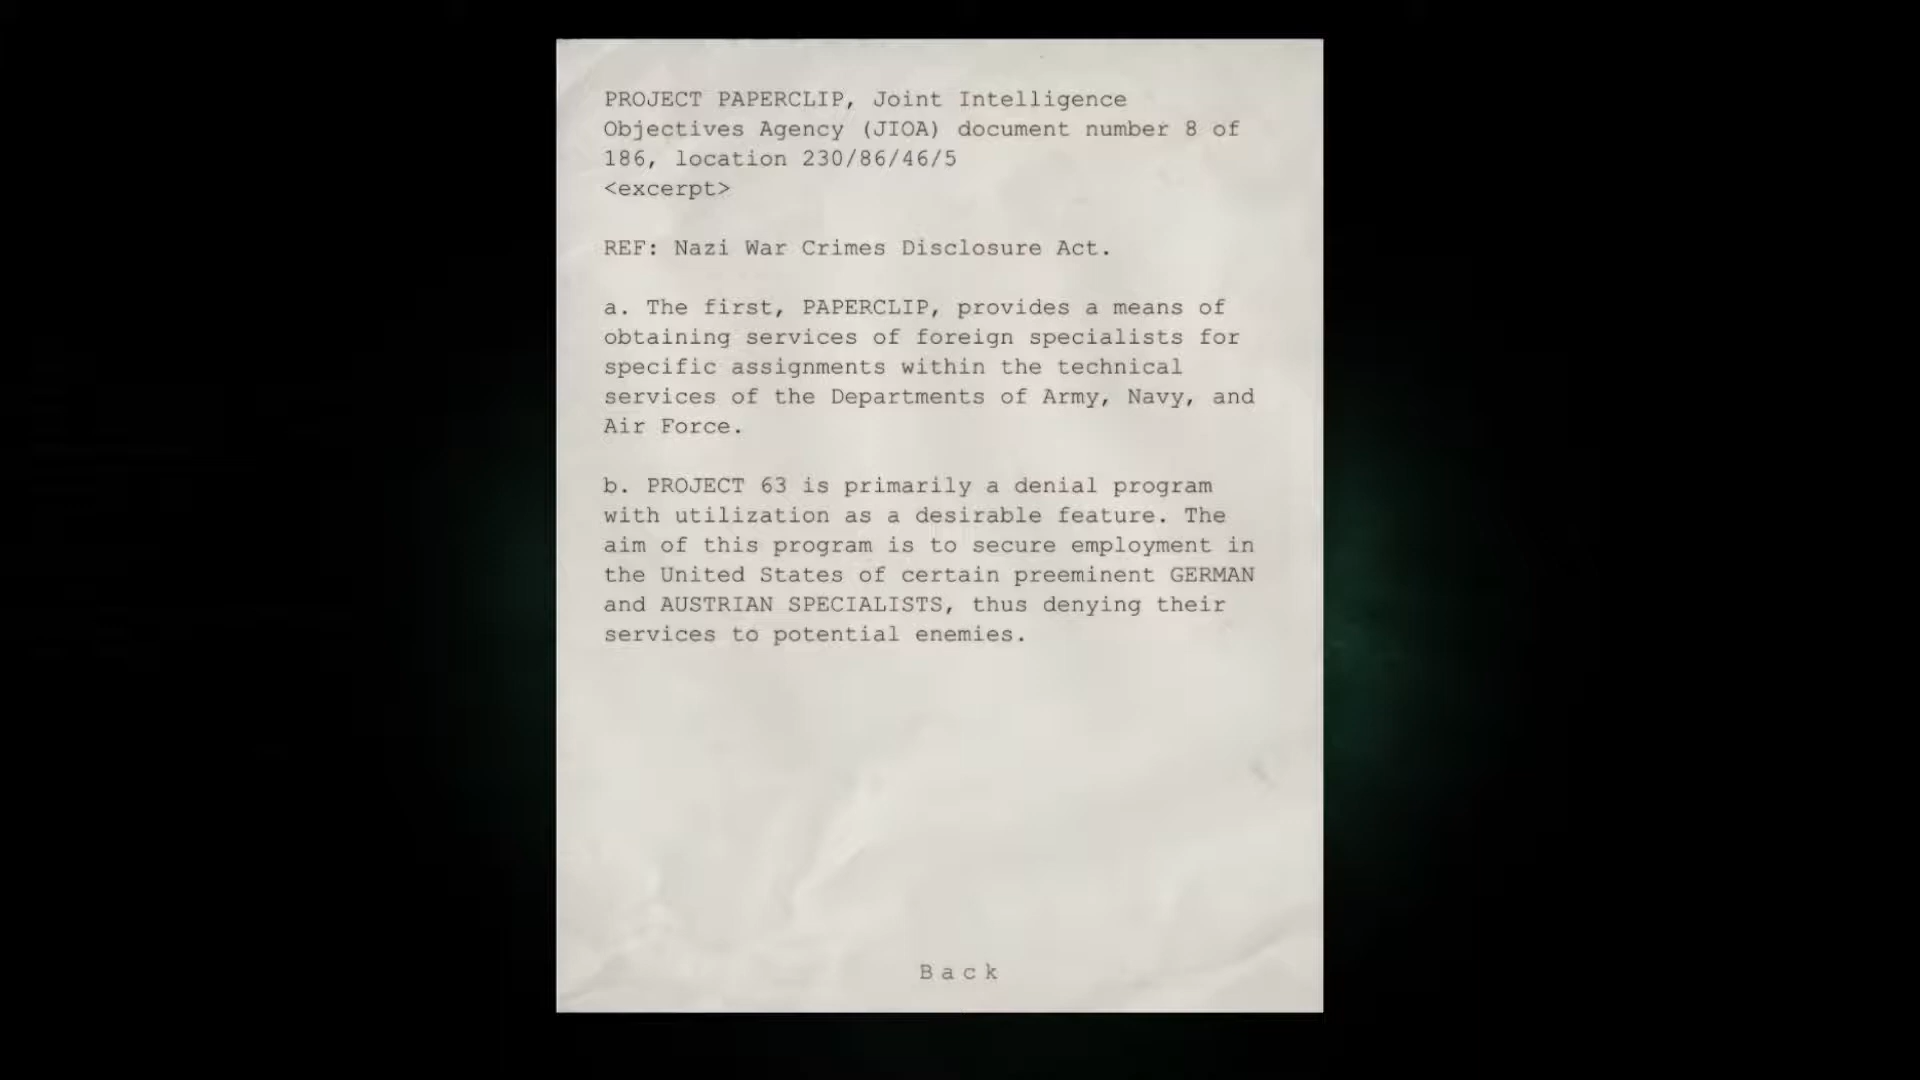 PROJECT PAPERCLIP, Joint Intelligence
Objectives Agency (JIOA) document number 8 of
186, location 230/86/46/5
<excerpt>
REF: Nazi War Crimes Disclosure Act.
a. The first, PAPERCLIP, provides a means of
obtaining services of foreign specialists for
specific assignments within the technical
services of the Departments of Army, Navy, and
Air Force.
b. PROJECT 63 is primarily a denial program
with utilization as a desirable feature. The
aim of this program is to secure employment in
the United States of certain preeminent GERMAN
and AUSTRIAN SPECIALISTS, thus denying their
services to potential enemies.
Back